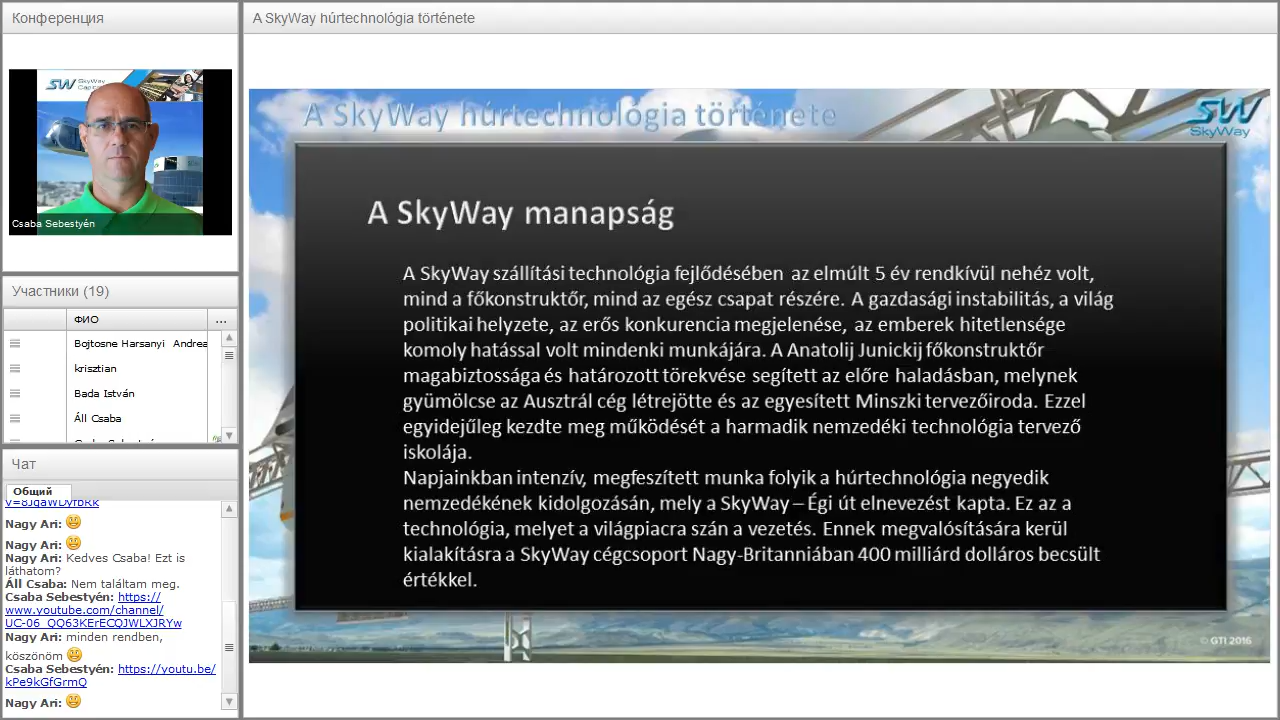 Конференция
SW SkyWay
Csaba Sebestyén
Участники (19)
ФИО
...
Bojtosne Harsanyi Andrea
krisztian
Bada István
Áll Csaba
Чат
Общий
V=8JgaWDvfbRk
Nagy Ari:
Nagy Ari:
Nagy Ari: Kedves Csaba! Ezt is
láthatom?
Áll Csaba: Nem találtam meg.
Csaba Sebestyén: https://
www.youtube.com/channel/
UC-06_QQ63KErECQJWLXJRYw
Nagy Ari: minden rendben,
köszönöm
Csaba Sebestyén: https://youtu.be/
kPe9kGfGrmQ
Nagy Ari:
A SkyWay húrtechnológia története
A SkyWay húrtechnológia története
SW
SkyWay
A SkyWay manapság
A SkyWay szállítási technológia fejlődésében az elmúlt 5 év rendkívül nehéz volt,
mind a főkonstruktőr, mind az egész csapat részére. A gazdasági instabilitás, a világ
politikai helyzete, az erős konkurencia megjelenése, az emberek hitetlensége
komoly hatással volt mindenki munkájára. A Anatolij Junickij főkonstruktőr
magabiztossága és határozott törekvése segített az előre haladásban, melynek
gyümölcse az Ausztrál cég létrejötte és az egyesített Minszki tervezőiroda. Ezzel
egyidejűleg kezdte meg működését a harmadik nemzedéki technológia tervező
iskolája.
Napjainkban intenzív, megfeszített munka folyik a húrtechnológia negyedik
nemzedékének kidolgozásán, mely a SkyWay – Égi út elnevezést kapta. Ez az a
technológia, melyet a világpiacra szán a vezetés. Ennek megvalósítására kerül
kialakításra a SkyWay cégcsoport Nagy-Britanniában 400 milliárd dolláros becsült
értékkel.
© GTI 2016